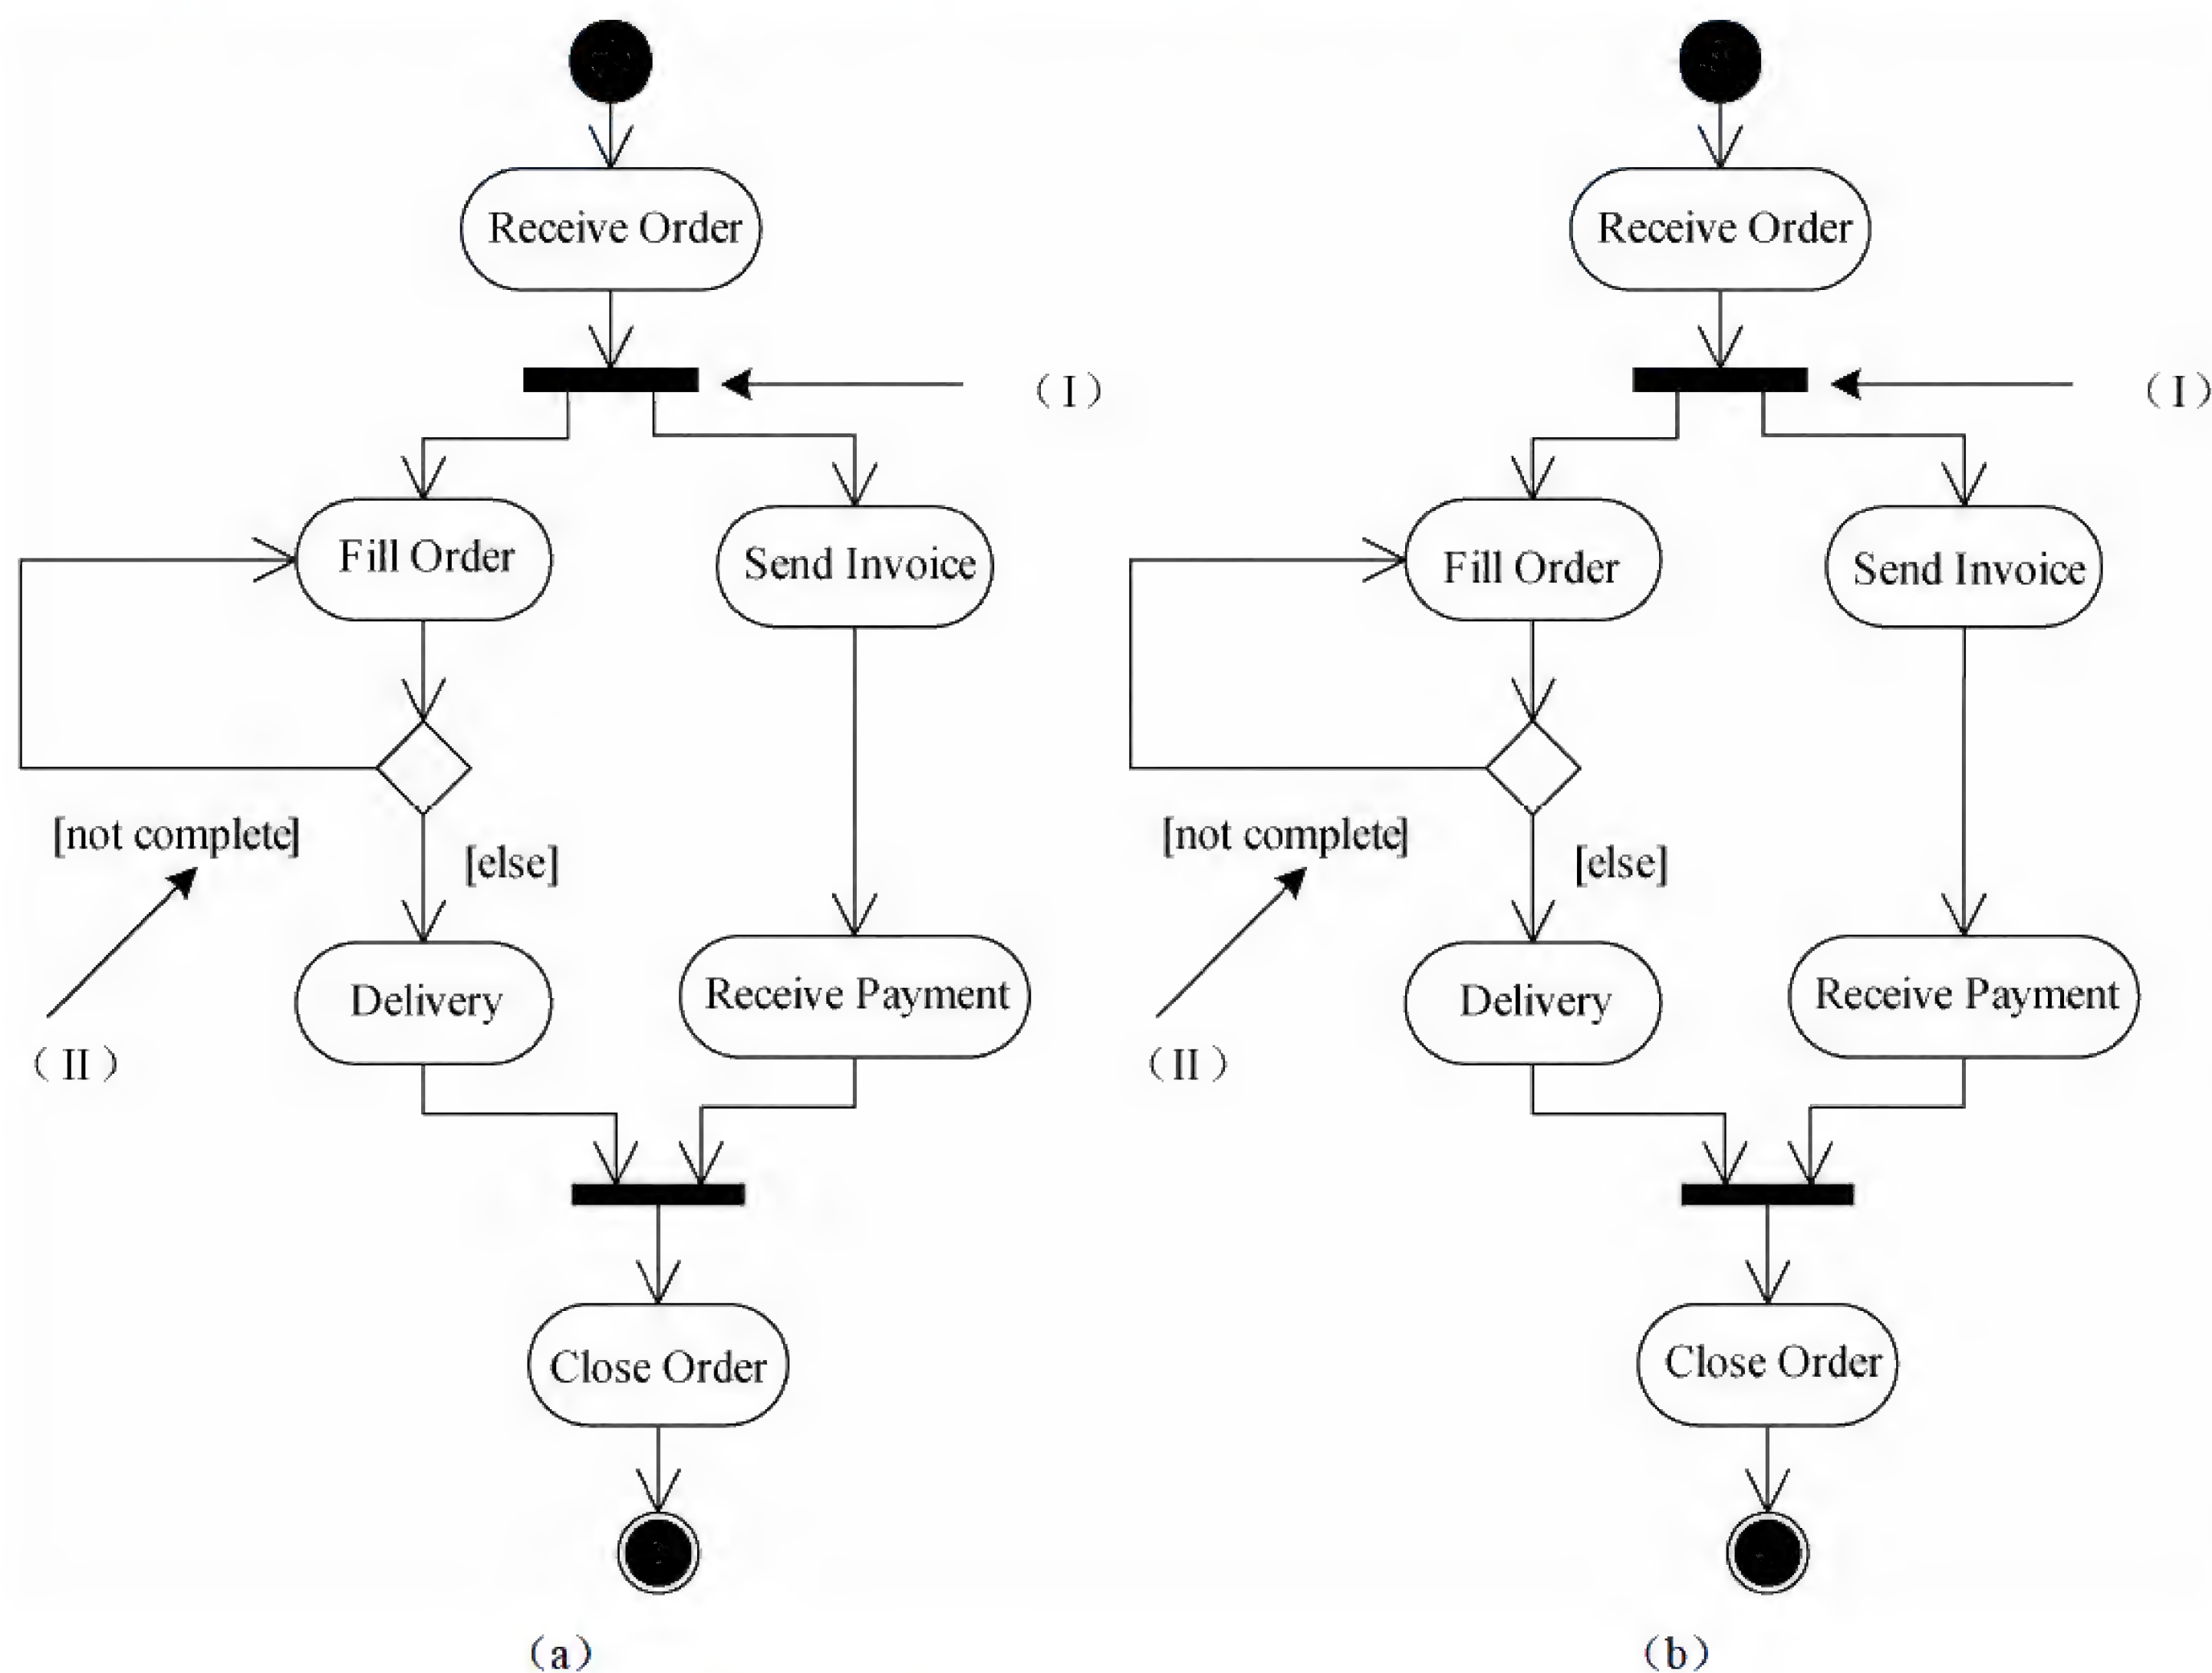 Receive Order
(I)
Fill Order
Send Invoice
[not complete]
[else]
Delivery
Receive Payment
(II)
Close Order
(a)
Receive Order
(I)
Fill Order
Send Invoice
[not complete]
[else]
Delivery
Receive Payment
(II)
Close Order
(b)